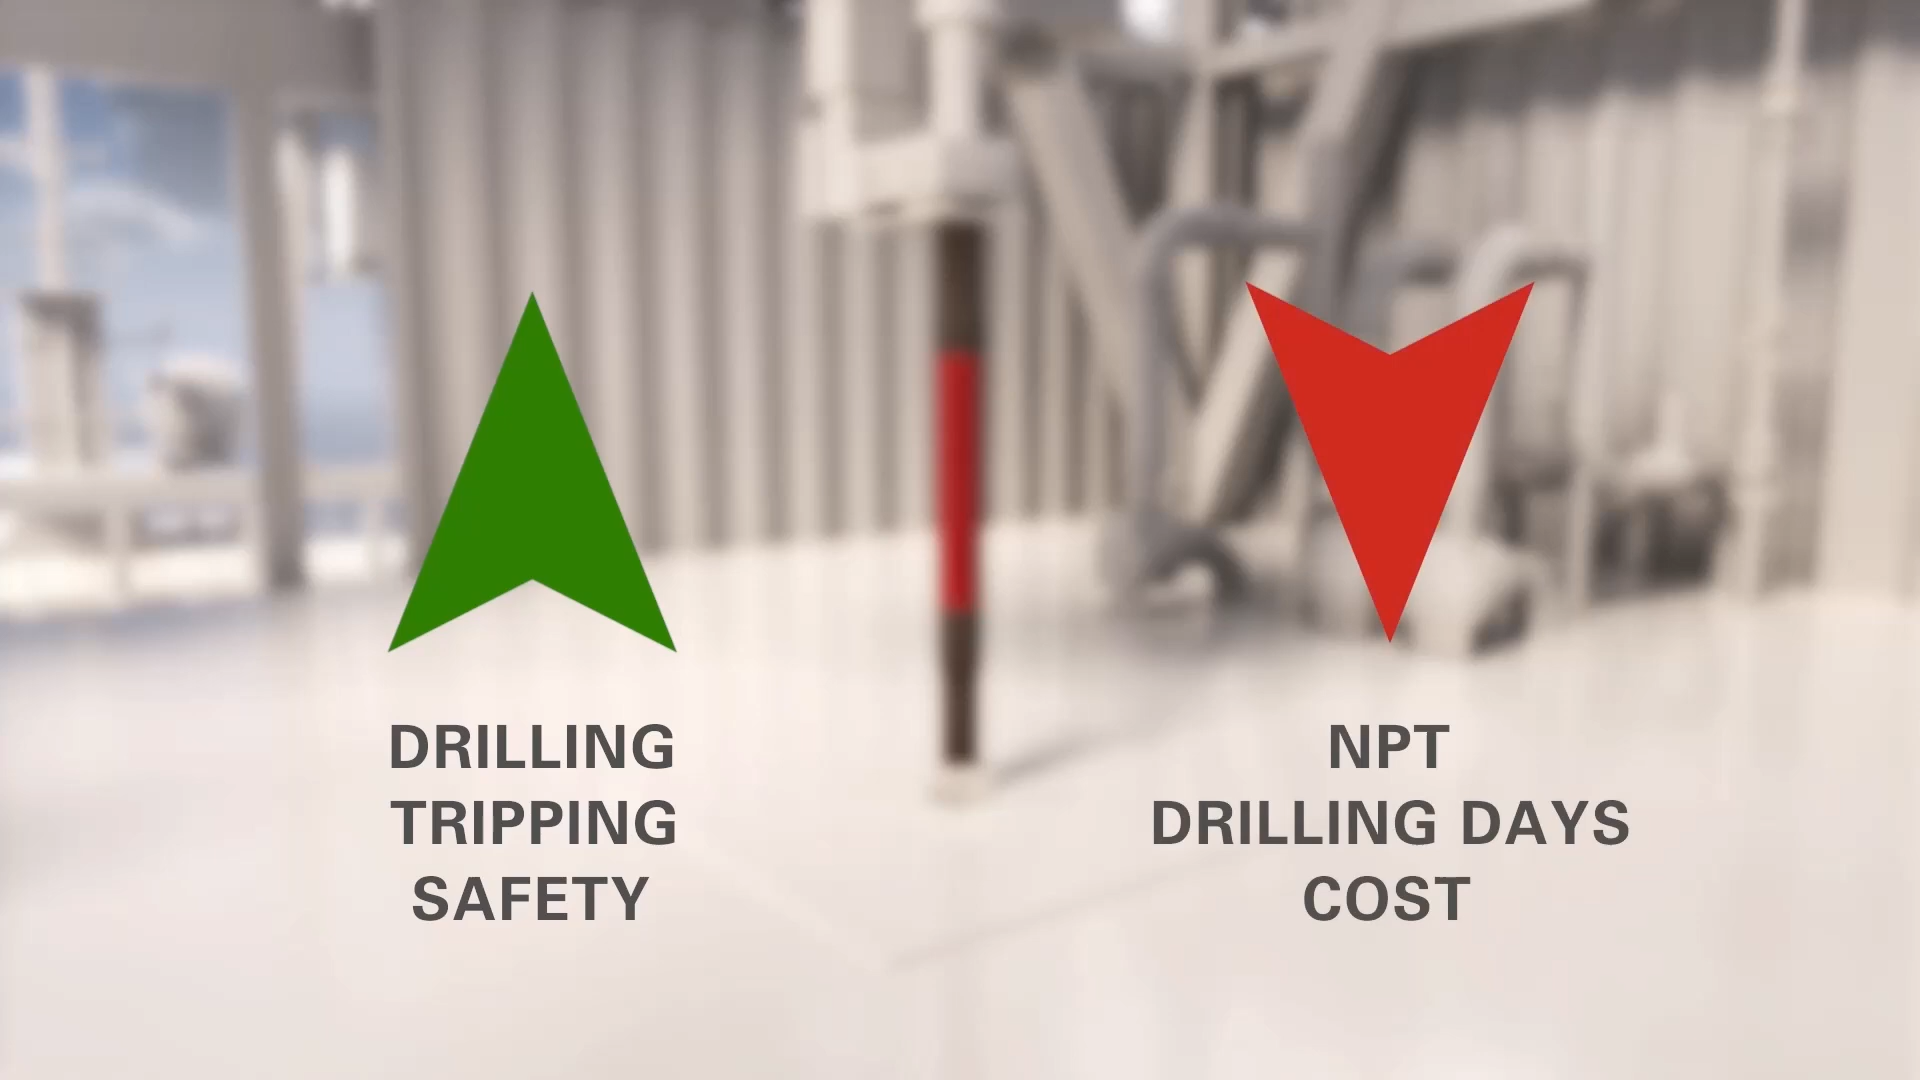 DRILLING
TRIPPING
SAFETY
NPT
DRILLING DAYS
COST